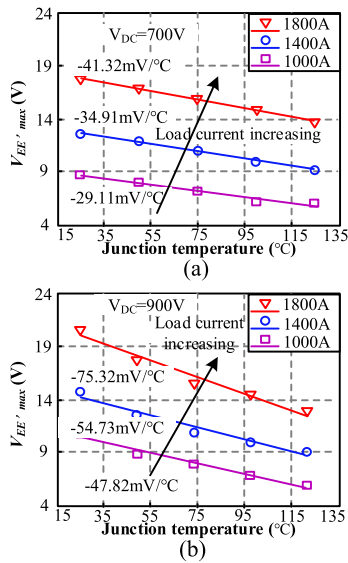 24
19
14
9
4
V_EE'max (V)
V_DC=700V
1800A
1400A
1000A
-41.32mV/℃
-34.91mV/℃
Load current increasing
-29.11mV/℃
15 35 55 75 95 115 135
Junction temperature (℃)
(a)
24
19
14
9
4
V_EE'max (V)
V_DC=900V
1800A
1400A
1000A
Load current
increasing
-75.32mV/℃
-54.73mV/℃
-47.82mV/℃
15 35 55 75 95 115 135
Junction temperature (℃)
(b)